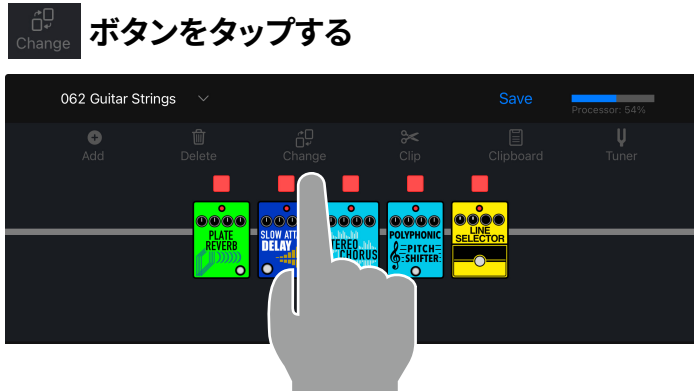 Change ボタンをタップする
062 Guitar Strings
Save
Processor: 54%
Add
Delete
Change
Clip
Clipboard
Tuner
PLATE
REVERB
SLOW ATT
DELAY
TEREO
CHORUS
POLYPHONIC
PITCH
SHIFTER
LINE
SELECTOR